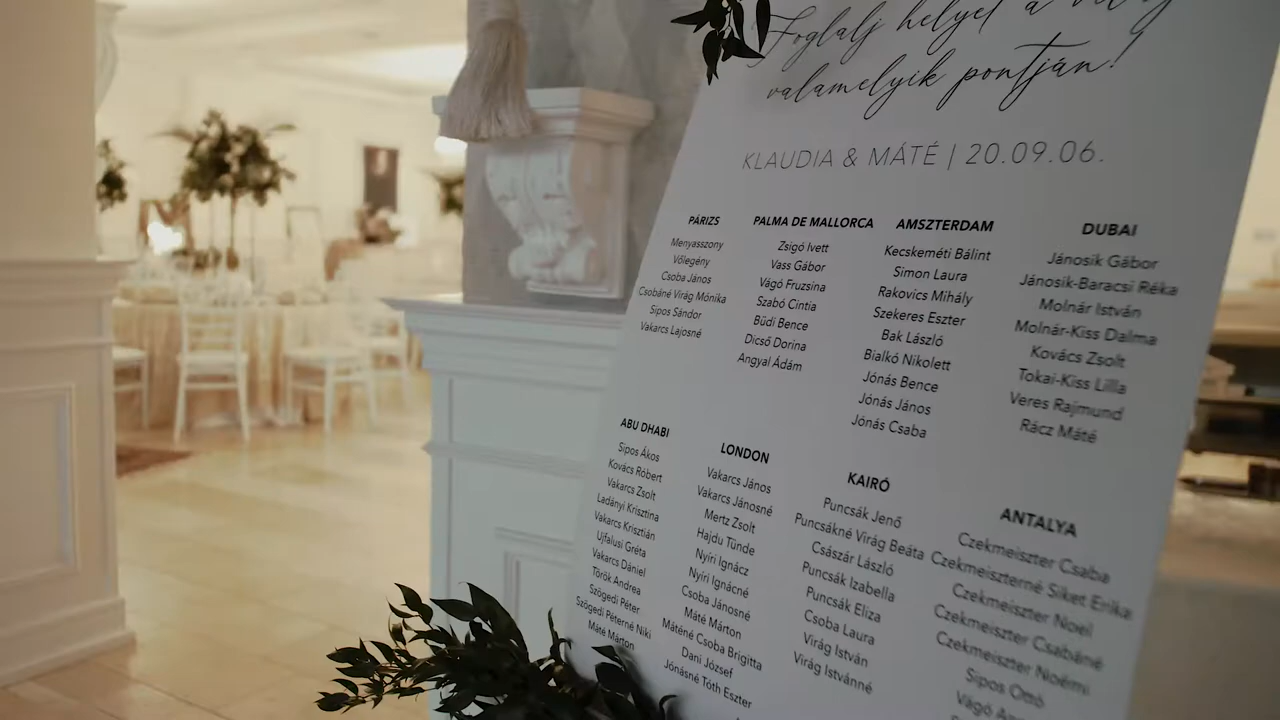 Foglalj helyet a világ
valamelyik pontján!
KLAUDIA & MÁTÉ | 20.09.06.
PÁRIZS
Menyasszony
Vőlegény
Csoba János
Csobáné Virág Mónika
Sipos Sándor
Vakarcs Lajosné
PALMA DE MALLORCA
Zsigó Ivett
Vass Gábor
Vágó Fruzsina
Szabó Cintia
Büdi Bence
Dicső Dorina
Angyal Ádám
AMSZTERDAM
Kecskeméti Bálint
Simon Laura
Rakovics Mihály
Szekeres Eszter
Bak László
Bialkó Nikolett
Jónás Bence
Jónás János
Jónás Csaba
DUBAI
Jánosik Gábor
Jánosik-Baracsi Réka
Molnár István
Molnár-Kiss Dalma
Kovács Zsolt
Tokai-Kiss Lilla
Veres Rajmund
Rácz Máté
ABU DHABI
Sipos Ákos
Kovács Róbert
Vakarcs Zsolt
Ladányi Krisztina
Vakarcs Krisztián
Ujfalusi Gréta
Vakarcs Dániel
Török Andrea
Szögedi Péter
Szögedi Péterné Niki
Máté Márton
LONDON
Vakarcs János
Vakarcs Jánosné
Mertz Zsolt
Hajdu Tünde
Nyíri Ignácz
Nyíri Ignácné
Csoba Jánosné
Máté Márton
Máténé Csoba Brigitta
Dani József
Jónásné Tóth Eszter
KAIRÓ
Puncsák Jenő
Puncsákné Virág Beáta
Császár László
Puncsák Izabella
Puncsák Eliza
Csoba Laura
Virág István
Virág Istvánné
ANTALYA
Czekmeiszter Csaba
Czekmeiszterné Siket Erika
Czekmeiszter Noel
Czekmeiszter Csabáné
Czekmeiszter Noémi
Sipos Ottó
Vágó